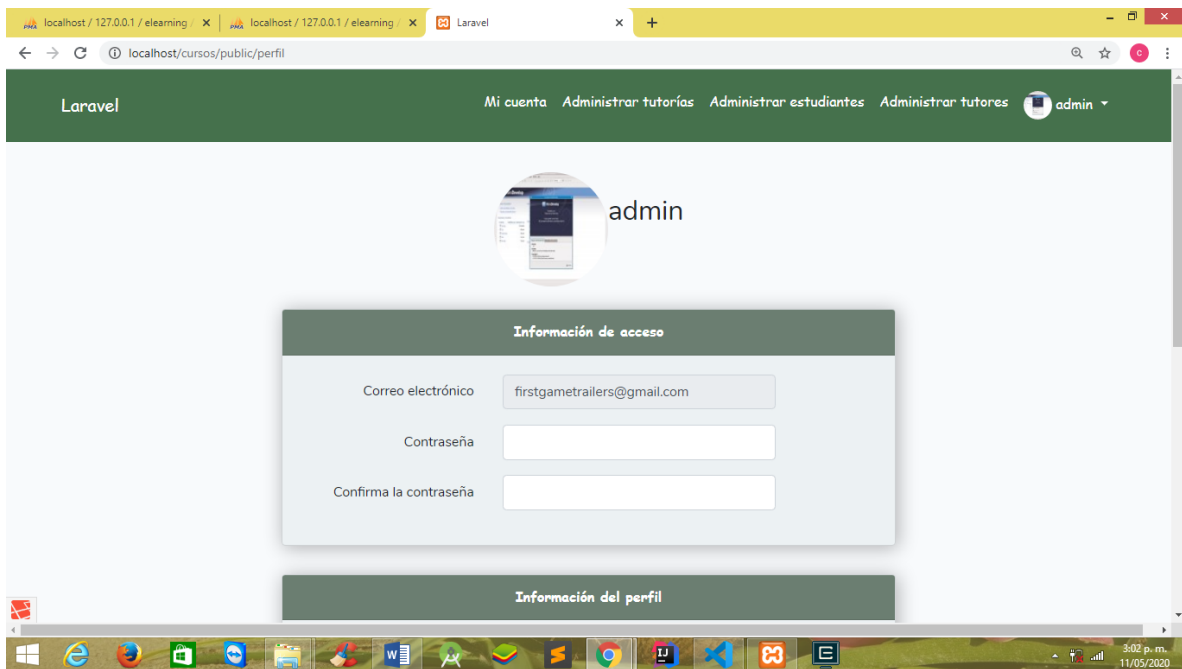 localhost / 127.0.0.1 / elearning /
localhost / 127.0.0.1 / elearning /
Laravel
localhost/cursos/public/perfil
c
Laravel
Mi cuenta Administrar tutorías Administrar estudiantes Administrar tutores admin
admin
Información de acceso
Correo electrónico
firstgametrailers@gmail.com
Contraseña
Confirma la contraseña
Información del perfil
3:02 p. m.
11/05/2020